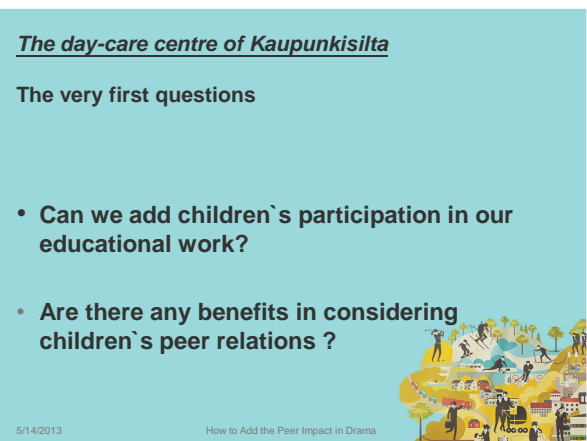 The day-care centre of Kaupunkisilta
The very first questions
• Can we add children`s participation in our
educational work?
• Are there any benefits in considering
children`s peer relations ?
5/14/2013
How to Add the Peer Impact in Drama